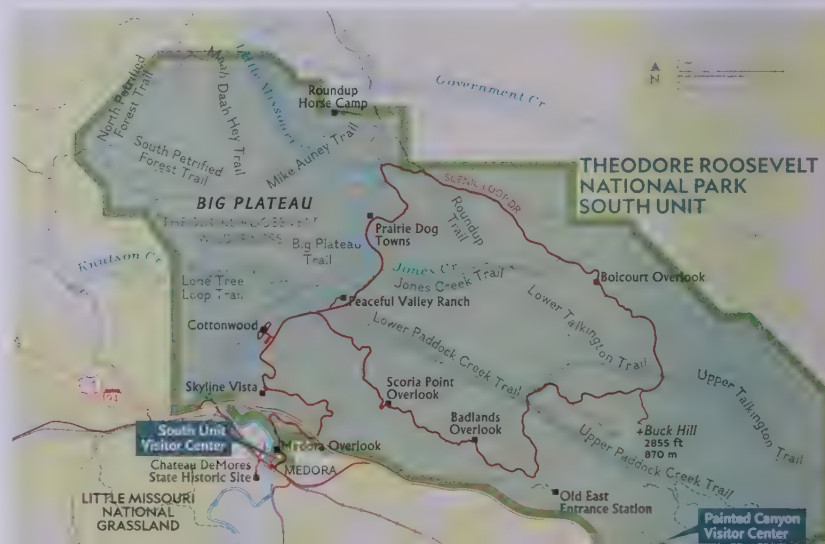 North Petrified
Forest Trail
Maah Daah Hey Trail
Little Missouri
Roundup
Horse Camp
Government Cr
N
South Petrified
Forest Trail
Mike Auney Trail
SCENIC LOOP DR
THEODORE ROOSEVELT
NATIONAL PARK
SOUTH UNIT
BIG PLATEAU
Prairie Dog
Towns
Roundup
Trail
Big Plateau
Trail
Knutson Cr
Jones Cr
Jones Creek Trail
Boicourt Overlook
Lone Tree
Loop Trail
Peaceful Valley Ranch
Lower Talkington Trail
Cottonwood
Lower Paddock Creek Trail
Skyline Vista
Scoria Point
Overlook
Upper Talkington
Trail
Badlands
Overlook
+Buck Hill
2855 ft
870 m
South Unit
Visitor Center
Medora Overlook
Upper Paddock Creek Trail
Chateau DeMores
State Historic Site
MEDORA
LITTLE MISSOURI
NATIONAL
GRASSLAND
Old East
Entrance Station
Painted Canyon
Visitor Center